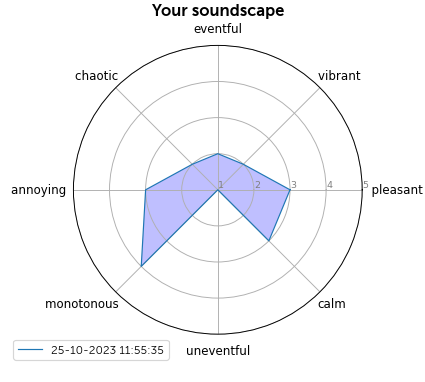 Your soundscape
eventful
chaotic
vibrant
annoying
1
2
3
4
5
pleasant
monotonous
calm
25-10-2023 11:55:35
uneventful